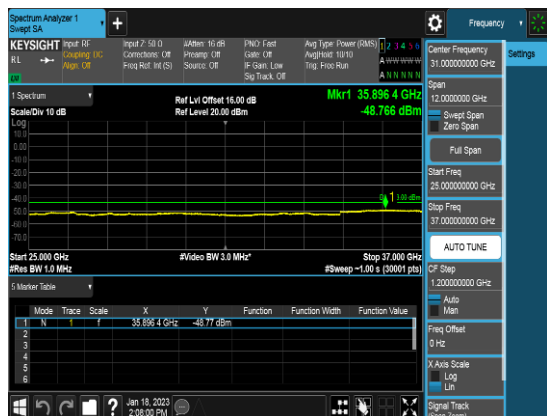 Spectrum Analyzer 1
Swept SA
+
Frequency
KEYSIGHT
RL
Input: RF
Coupling: DC
Align: Off
Input Z: 50 Ω
Corrections: Off
Freq Ref: Int (S)
#Atten: 16 dB
Preamp: Off
Source: Off
PNO: Fast
Gate: Off
IF Gain: Low
Sig Track: Off
Avg Type: Power (RMS)
Avg|Hold: 10/10
Trig: Free Run
1 2 3 4 5 6
A W W W W W
A N N N N N
1 Spectrum
Scale/Div 10 dB
Ref Lvl Offset 16.00 dB
Ref Level 20.00 dBm
Mkr1 35.896 4 GHz
-48.766 dBm
Log
10.0
0.00
-10.0
-20.0
-30.0
-40.0
-50.0
-60.0
-70.0
1
Start 25.000 GHz
#Res BW 1.0 MHz
#Video BW 3.0 MHz*
Stop 37.000 GHz
#Sweep ~1.00 s (30001 pts)
5 Marker Table
Mode Trace Scale X Y Function Function Width Function Value
1 N 1 f 35.896 4 GHz -48.77 dBm
2
3
4
5
6
Jan 18, 2023
2:08:00 PM
Settings
Center Frequency
31.000000000 GHz
Span
12.0000000 GHz
Swept Span
Zero Span
Full Span
Start Freq
25.000000000 GHz
Stop Freq
37.000000000 GHz
AUTO TUNE
CF Step
1.200000000 GHz
Auto
Man
Freq Offset
0 Hz
X Axis Scale
Log
Lin
Signal Track
(Span Zoom)